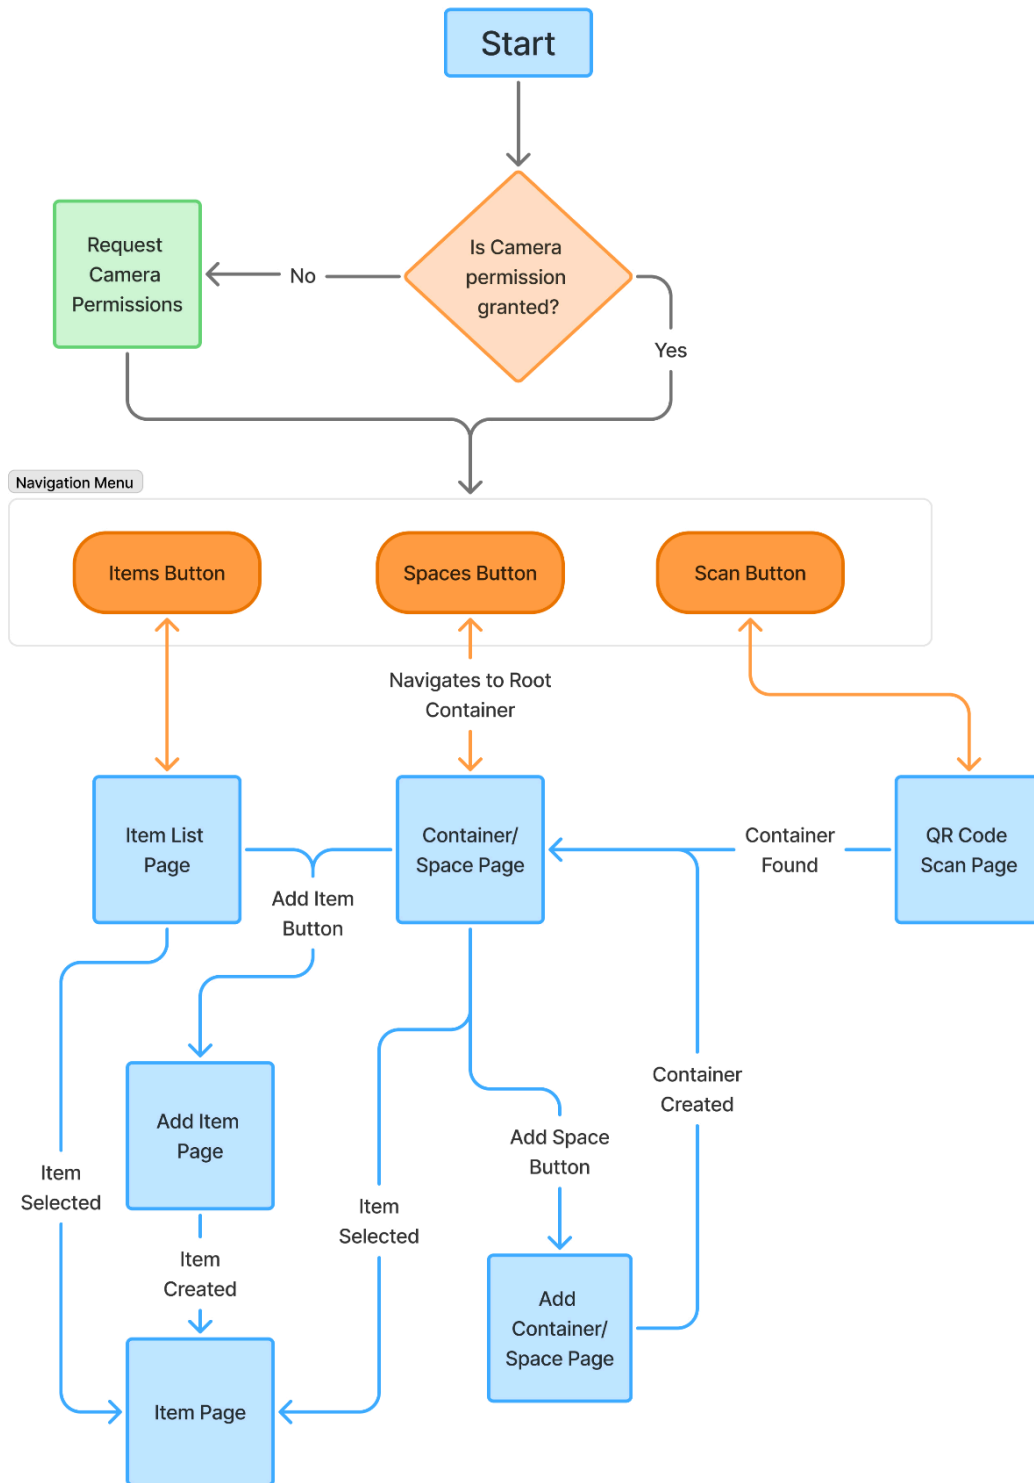 Start
Is Camera
permission
granted?
Request
Camera
Permissions
No
Yes
Navigation Menu
Items Button
Spaces Button
Scan Button
Navigates to Root
Container
Item List
Page
Container/
Space Page
Container
Found
QR Code
Scan Page
Add Item
Button
Add Item
Page
Container
Created
Add Space
Button
Item
Selected
Item
Selected
Item
Created
Add
Container/
Space Page
Item Page